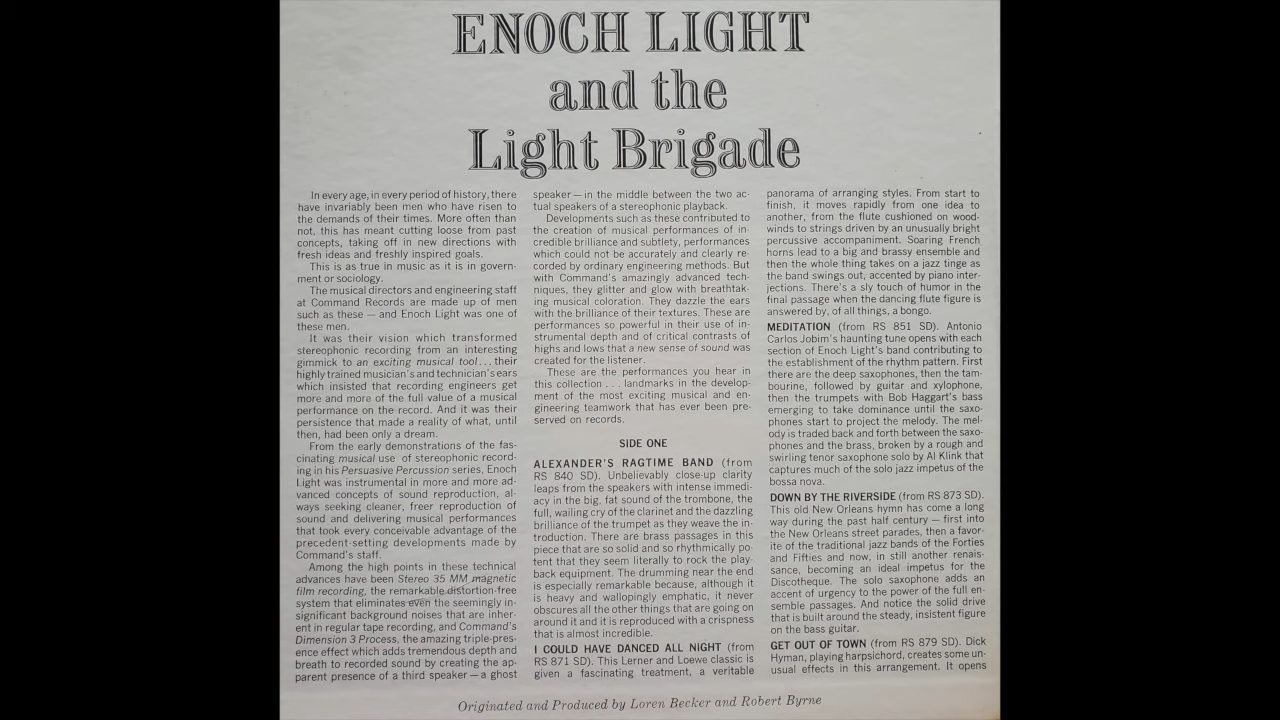 ENOCH LIGHT
and the
Light Brigade
In every age, in every period of history, there
have invariably been men who have risen to
the demands of their times. More often than
not, this has meant cutting loose from past
concepts, taking off in new directions with
fresh ideas and freshly inspired goals.
This is as true in music as it is in govern-
ment or sociology.
The musical directors and engineering staff
at Command Records are made up of men
such as these — and Enoch Light was one of
these men.
It was their vision which transformed
stereophonic recording from an interesting
gimmick to an exciting musical tool... their
highly trained musician's and technician's ears
which insisted that recording engineers get
more and more of the full value of a musical
performance on the record. And it was their
persistence that made a reality of what, until
then, had been only a dream.
From the early demonstrations of the fas-
cinating musical use of stereophonic record-
ing in his Persuasive Percussion series, Enoch
Light was instrumental in more and more ad-
vanced concepts of sound reproduction, al-
ways seeking cleaner, freer reproduction of
sound and delivering musical performances
that took every conceivable advantage of the
precedent-setting developments made by
Command's staff.
Among the high points in these technical
advances have been Stereo 35 MM magnetic
film recording, the remarkable distortion-free
system that eliminates even the seemingly in-
significant background noises that are inher-
ent in regular tape recording, and Command's
Dimension 3 Process, the amazing triple-pres-
ence effect which adds tremendous depth and
breath to recorded sound by creating the ap-
parent presence of a third speaker — a ghost
speaker — in the middle between the two ac-
tual speakers of a stereophonic playback.
Developments such as these contributed to
the creation of musical performances of in-
credible brilliance and subtlety, performances
which could not be accurately and clearly re-
corded by ordinary engineering methods. But
with Command's amazingly advanced tech-
niques, they glitter and glow with breathtak-
ing musical coloration. They dazzle the ears
with the brilliance of their textures. These are
performances so powerful in their use of in-
strumental depth and of critical contrasts of
highs and lows that a new sense of sound was
created for the listener.
These are the performances you hear in
this collection ... landmarks in the develop-
ment of the most exciting musical and en-
gineering teamwork that has ever been pre-
served on records.
SIDE ONE
ALEXANDER'S RAGTIME BAND (from
RS 840 SD). Unbelievably close-up clarity
leaps from the speakers with intense immedi-
acy in the big, fat sound of the trombone, the
full, wailing cry of the clarinet and the dazzling
brilliance of the trumpet as they weave the in-
troduction. There are brass passages in this
piece that are so solid and so rhythmically po-
tent that they seem literally to rock the play-
back equipment. The drumming near the end
is especially remarkable because, although it
is heavy and wallopingly emphatic, it never
obscures all the other things that are going on
around it and it is reproduced with a crispness
that is almost incredible.
I COULD HAVE DANCED ALL NIGHT (from
RS 871 SD). This Lerner and Loewe classic is
given a fascinating treatment, a veritable
panorama of arranging styles. From start to
finish, it moves rapidly from one idea to
another, from the flute cushioned on wood-
winds to strings driven by an unusually bright
percussive accompaniment. Soaring French
horns lead to a big and brassy ensemble and
then the whole thing takes on a jazz tinge as
the band swings out, accented by piano inter-
jections. There's a sly touch of humor in the
final passage when the dancing flute figure is
answered by, of all things, a bongo.
MEDITATION (from RS 851 SD). Antonio
Carlos Jobim's haunting tune opens with each
section of Enoch Light's band contributing to
the establishment of the rhythm pattern. First
there are the deep saxophones, then the tam-
bourine, followed by guitar and xylophone,
then the trumpets with Bob Haggart's bass
emerging to take dominance until the saxo-
phones start to project the melody. The mel-
ody is traded back and forth between the saxo-
phones and the brass, broken by a rough and
swirling tenor saxophone solo by Al Klink that
captures much of the solo jazz impetus of the
bossa nova.
DOWN BY THE RIVERSIDE (from RS 873 SD).
This old New Orleans hymn has come a long
way during the past half century — first into
the New Orleans street parades, then a favor-
ite of the traditional jazz bands of the Forties
and Fifties and now, in still another renais-
sance, becoming an ideal impetus for the
Discotheque. The solo saxophone adds an
accent of urgency to the power of the full en-
semble passages. And notice the solid drive
that is built around the steady, insistent figure
on the bass guitar.
GET OUT OF TOWN (from RS 879 SD). Dick
Hyman, playing harpsichord, creates some un-
usual effects in this arrangement. It opens
Originated and Produced by Loren Becker and Robert Byrne